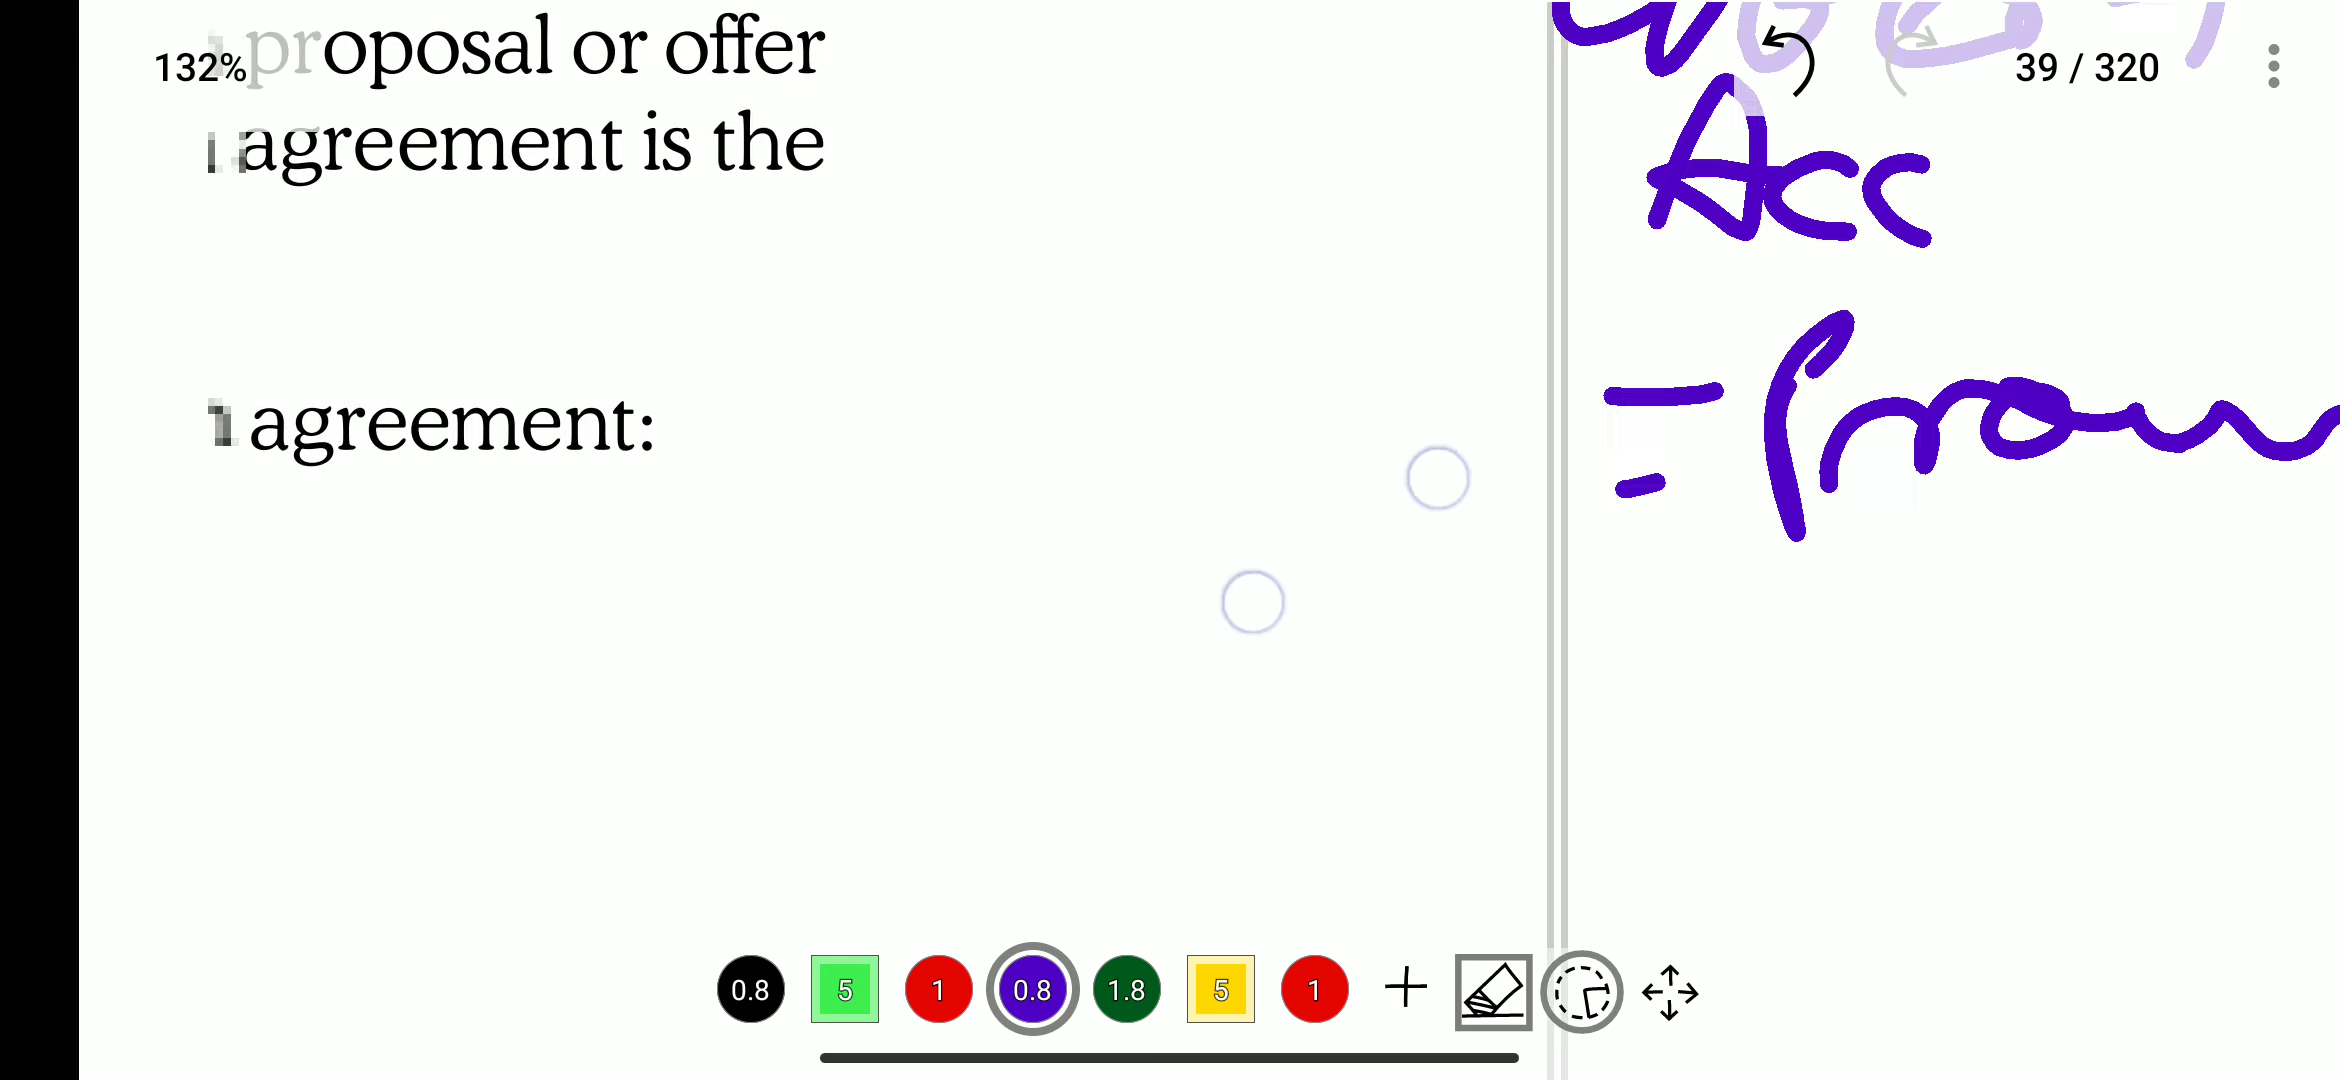 132%
proposal or offer
39 / 320
agreement is the
Acc
agreement:
0.8 5 1 0.8 1.8 5 1